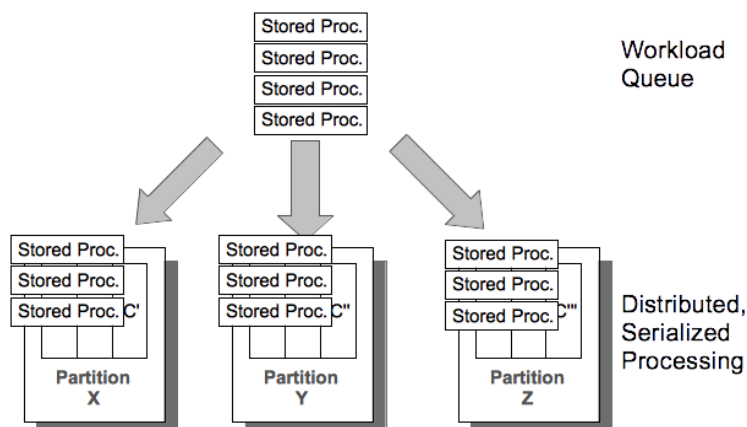 Stored Proc.
Stored Proc.
Stored Proc.
Stored Proc.
Workload
Queue
Stored Proc.
Stored Proc.
Stored Proc. C'
Partition
X
Stored Proc.
Stored Proc.
Stored Proc. C''
Partition
Y
Stored Proc.
Stored Proc.
Stored Proc. C'''
Partition
Z
Distributed,
Serialized
Processing